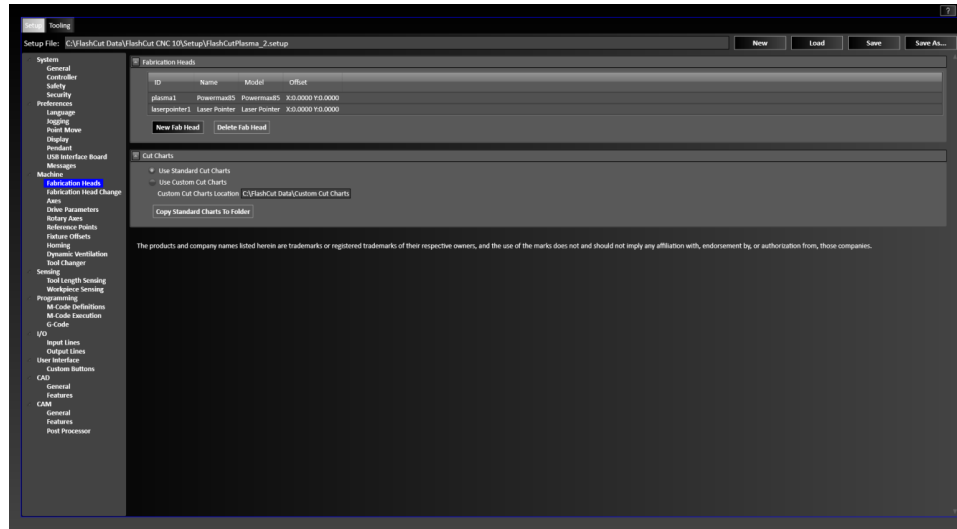 ?
Setup Tooling
Setup File: C:\FlashCut Data\FlashCut CNC 10\Setup\FlashCutPlasma_2.setup New Load Save Save As...
System
General
Controller
Safety
Security
Preferences
Language
Jogging
Point Move
Display
Pendant
USB Interface Board
Messages
Machine
Fabrication Heads
Fabrication Head Change
Axes
Drive Parameters
Rotary Axes
Reference Points
Fixture Offsets
Homing
Dynamic Ventilation
Tool Changer
Sensing
Tool Length Sensing
Workpiece Sensing
Programming
M-Code Definitions
M-Code Execution
G-Code
I/O
Input Lines
Output Lines
User Interface
Custom Buttons
CAD
General
Features
CAM
General
Features
Post Processor
Fabrication Heads
ID Name Model Offset
plasma1 Powermax85 Powermax85 X:0.0000 Y:0.0000
laserpointer1 Laser Pointer Laser Pointer X:0.0000 Y:0.0000
New Fab Head Delete Fab Head
Cut Charts
Use Standard Cut Charts
Use Custom Cut Charts
Custom Cut Charts Location C:\FlashCut Data\Custom Cut Charts
Copy Standard Charts To Folder
The products and company names listed herein are trademarks or registered trademarks of their respective owners, and the use of the marks does not and should not imply any affiliation with, endorsement by, or authorization from, those companies.